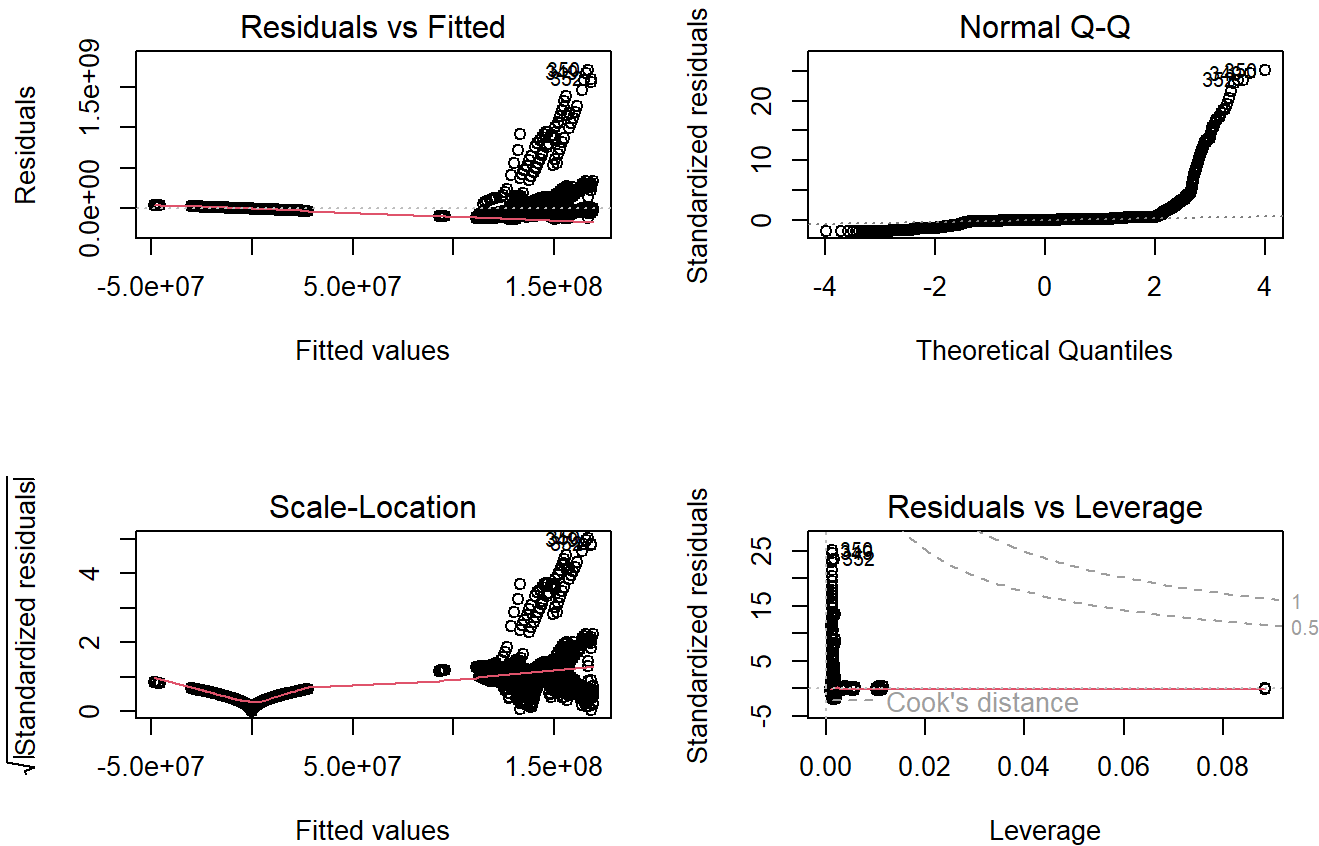 Residuals vs Fitted
Residuals
0.0e+00 1.5e+09
350
352
-5.0e+07 5.0e+07 1.5e+08
Fitted values
Normal Q-Q
Standardized residuals
0 10 20
350
352
-4 -2 0 2 4
Theoretical Quantiles
Scale-Location
√|Standardized residuals|
0 2 4
-5.0e+07 5.0e+07 1.5e+08
Fitted values
Residuals vs Leverage
Standardized residuals
-5 5 15 25
350
352
1
0.5
Cook's distance
0.00 0.02 0.04 0.06 0.08
Leverage